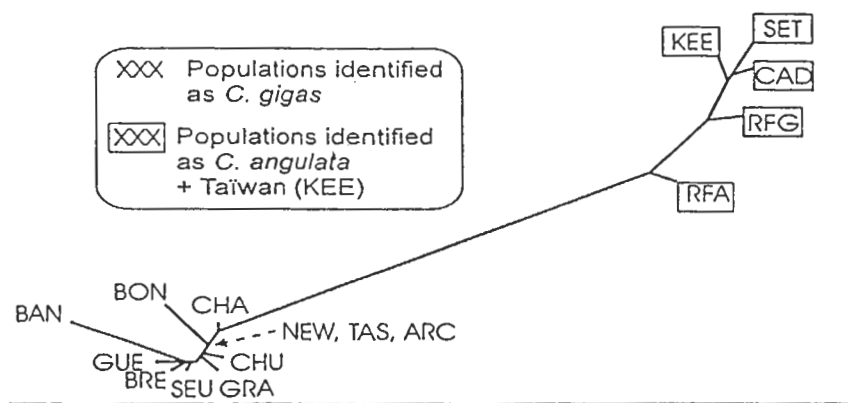 XXX Populations identified
as C. gigas
XXX Populations identified
as C. angulata
+ Taïwan (KEE)
KEE
SET
CAD
RFG
RFA
BON
CHA
BAN
NEW, TAS, ARC
GUE
CHU
BRE
SEU
GRA